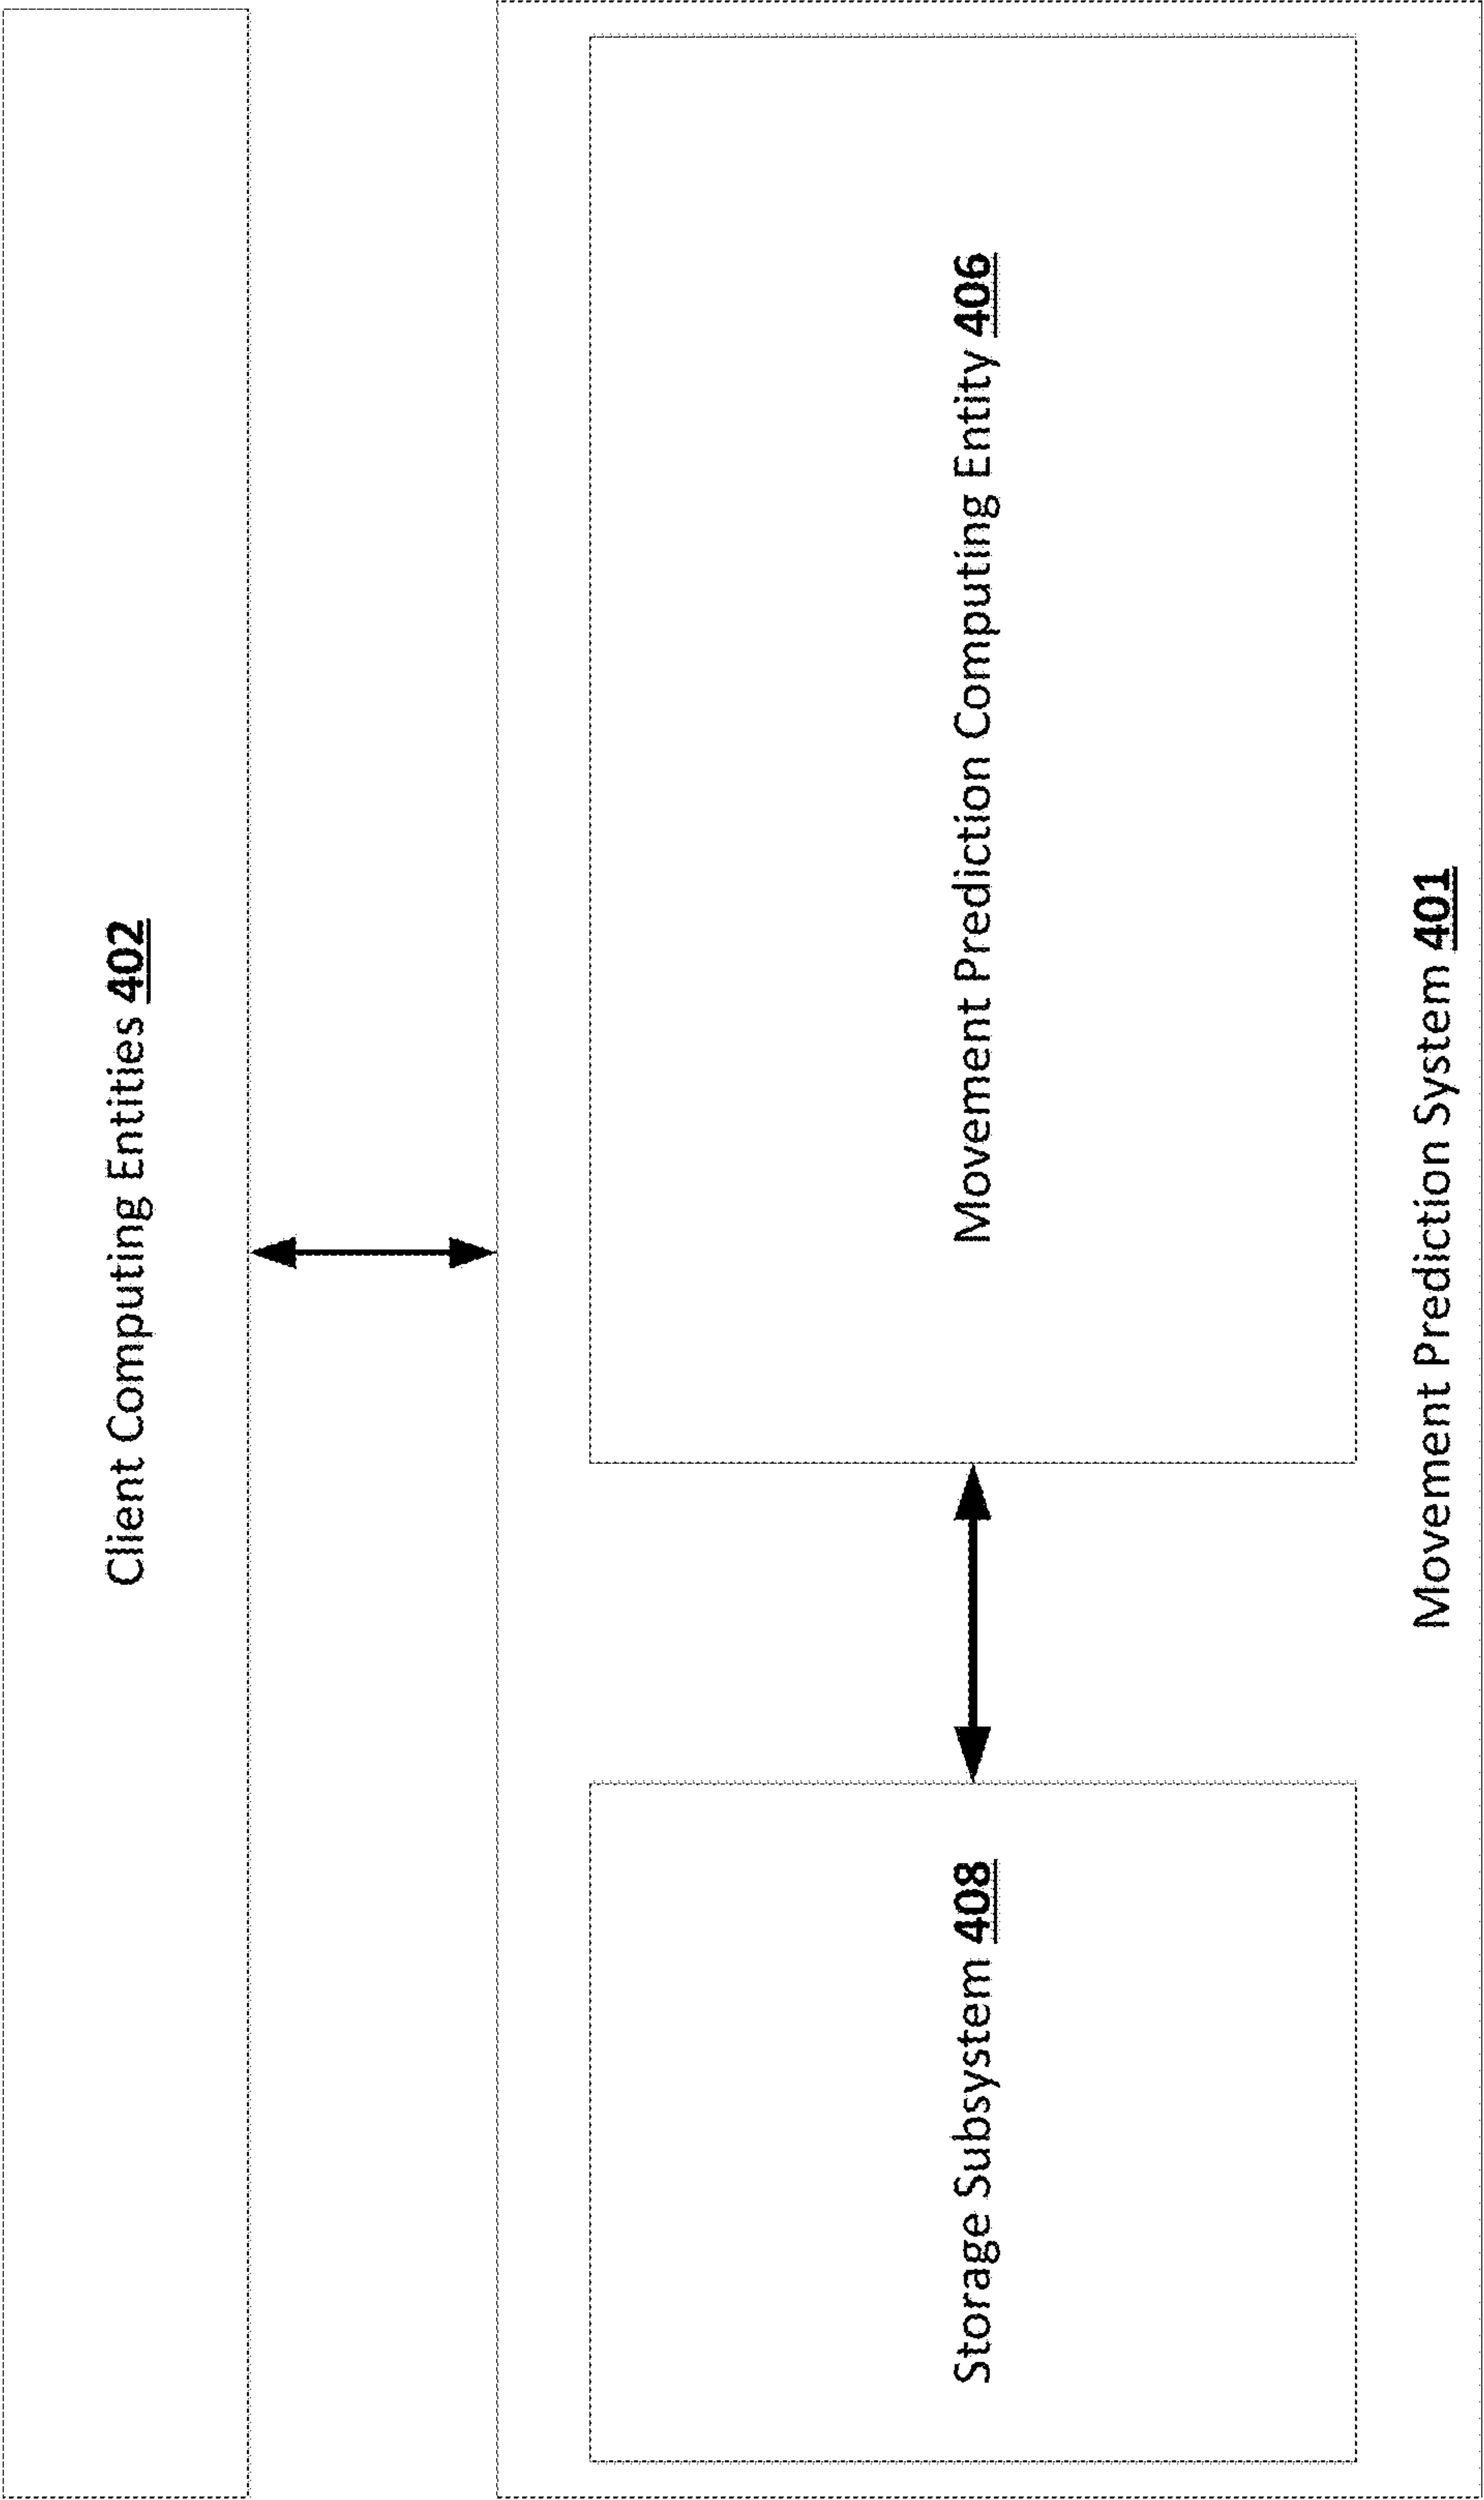 Client Computing Entities 402
Storage Subsystem 408
Movement Prediction Computing Entity 406
Movement Prediction System 401